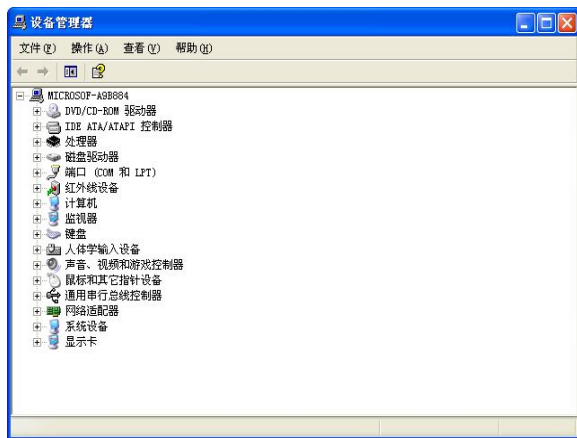 设备管理器
文件(F) 操作(A) 查看(V) 帮助(H)
MICROSOF-A9B884
DVD/CD-ROM 驱动器
IDE ATA/ATAPI 控制器
处理器
磁盘驱动器
端口 (COM 和 LPT)
红外线设备
计算机
监视器
键盘
人体学输入设备
声音、视频和游戏控制器
鼠标和其它指针设备
通用串行总线控制器
网络适配器
系统设备
显示卡